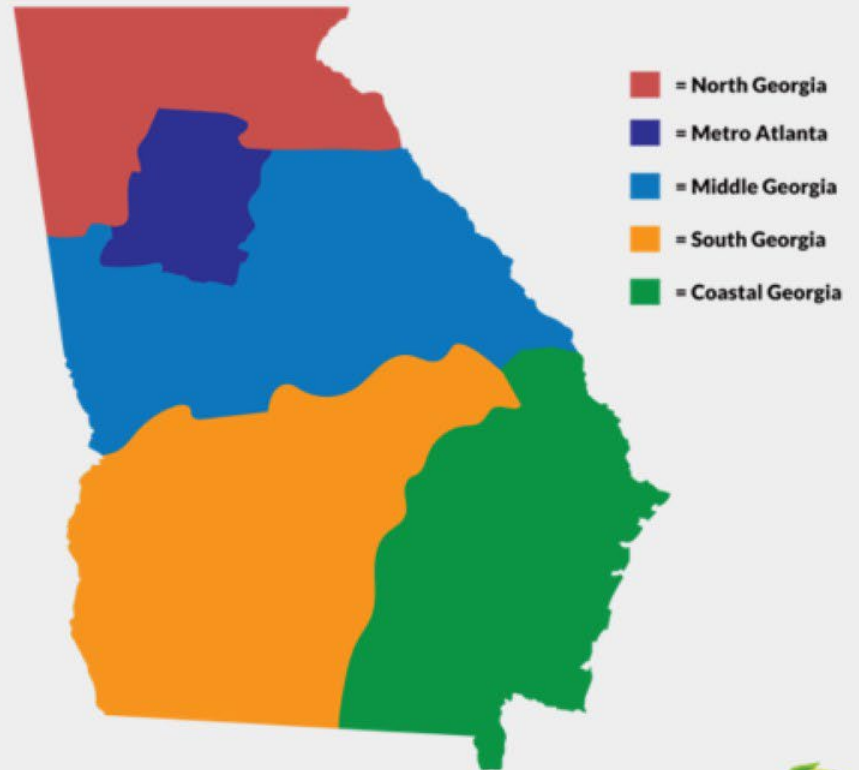 = North Georgia
= Metro Atlanta
= Middle Georgia
= South Georgia
= Coastal Georgia